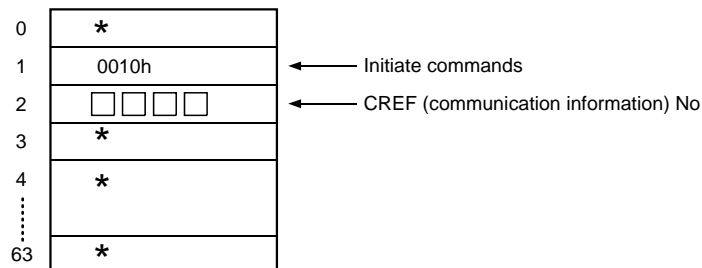 0 *
1 0010h Initiate commands
2 □□□□ CREF (communication information) No
3 *
4 *
63 *